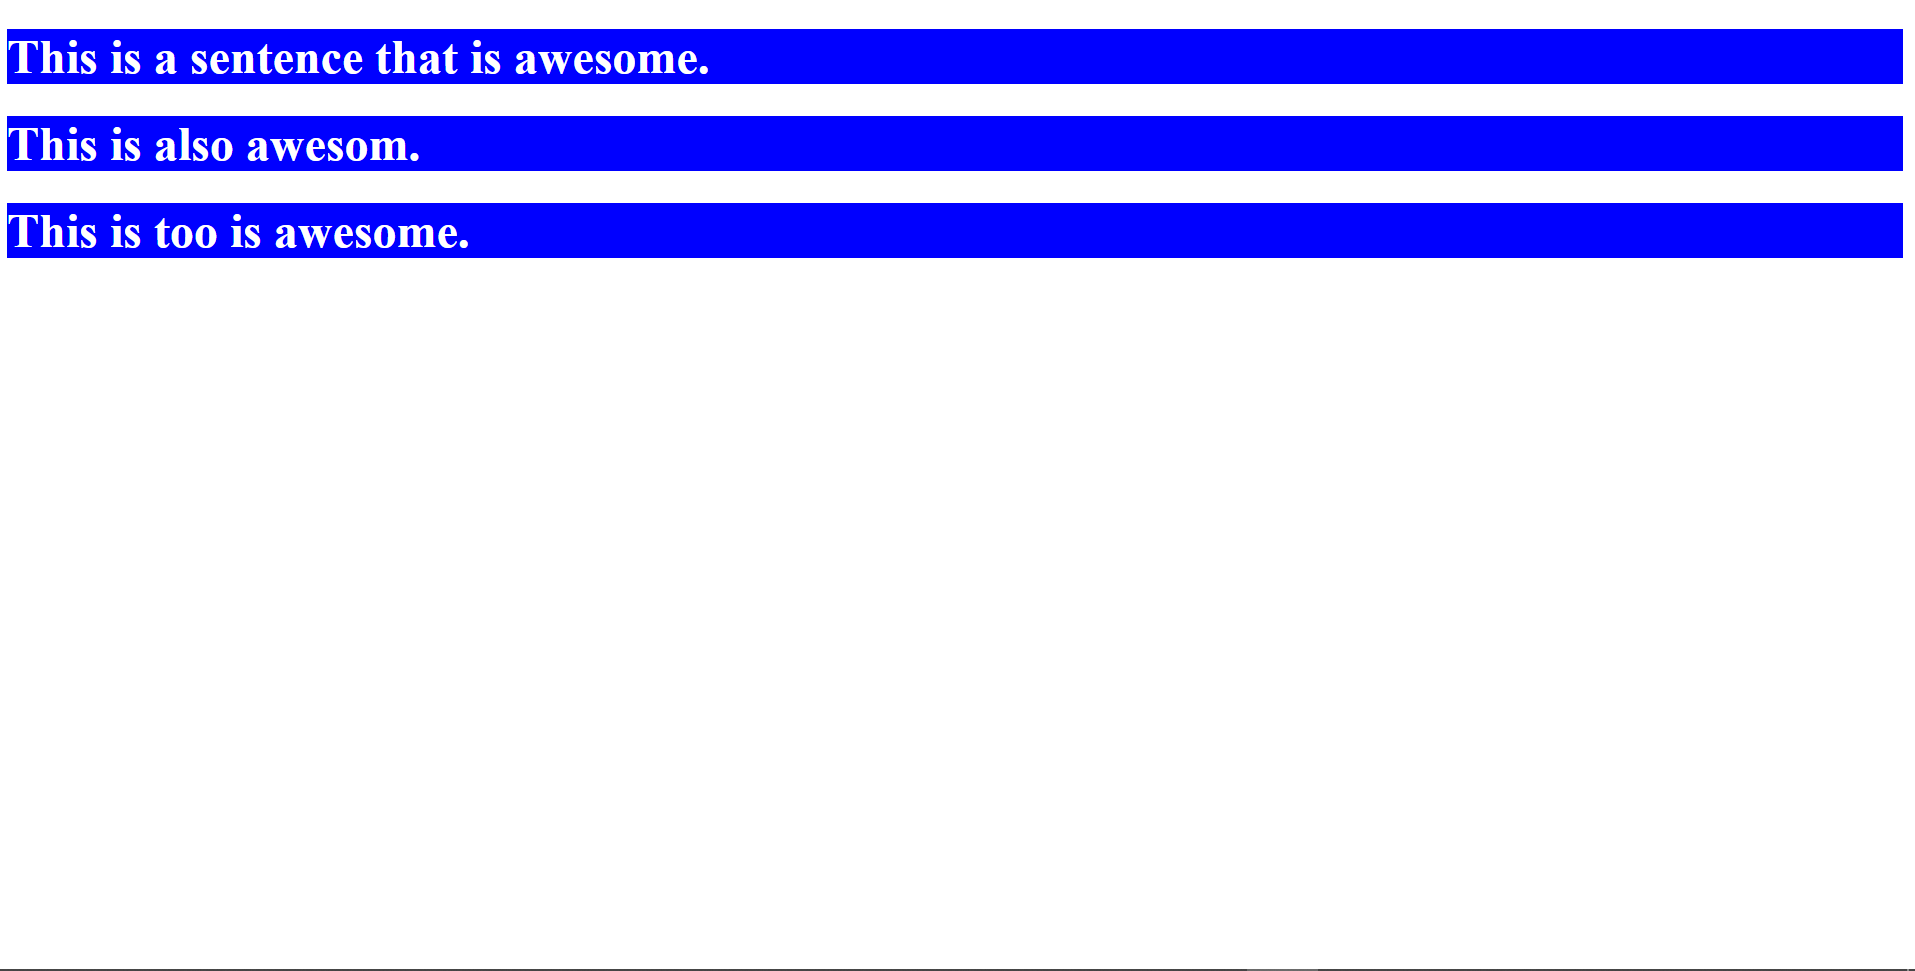 This is a sentence that is awesome.
This is also awesom.
This is too is awesome.